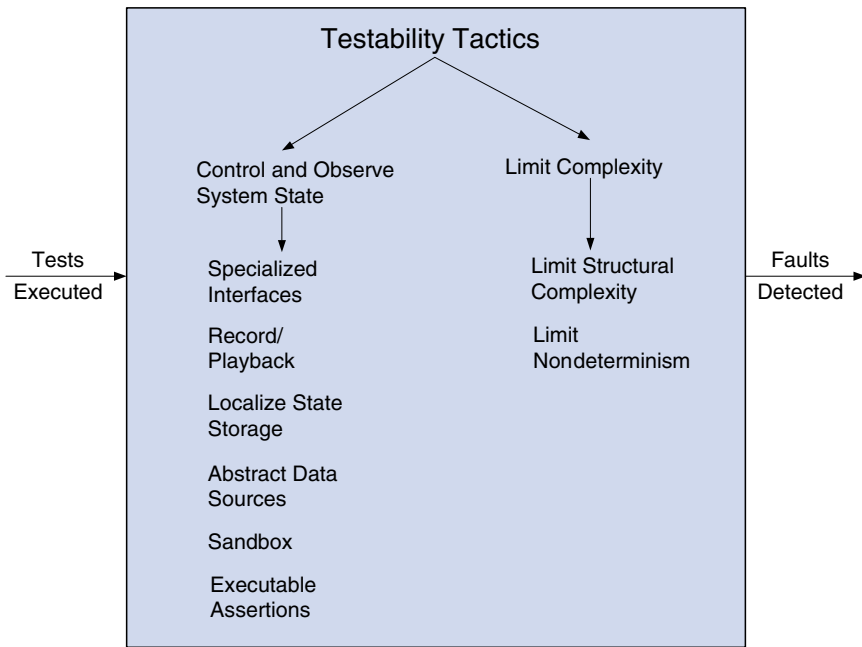 Testability Tactics
Control and Observe
System State
Limit Complexity
Tests
Executed
Specialized
Interfaces
Record/
Playback
Localize State
Storage
Abstract Data
Sources
Sandbox
Executable
Assertions
Limit Structural
Complexity
Limit
Nondeterminism
Faults
Detected